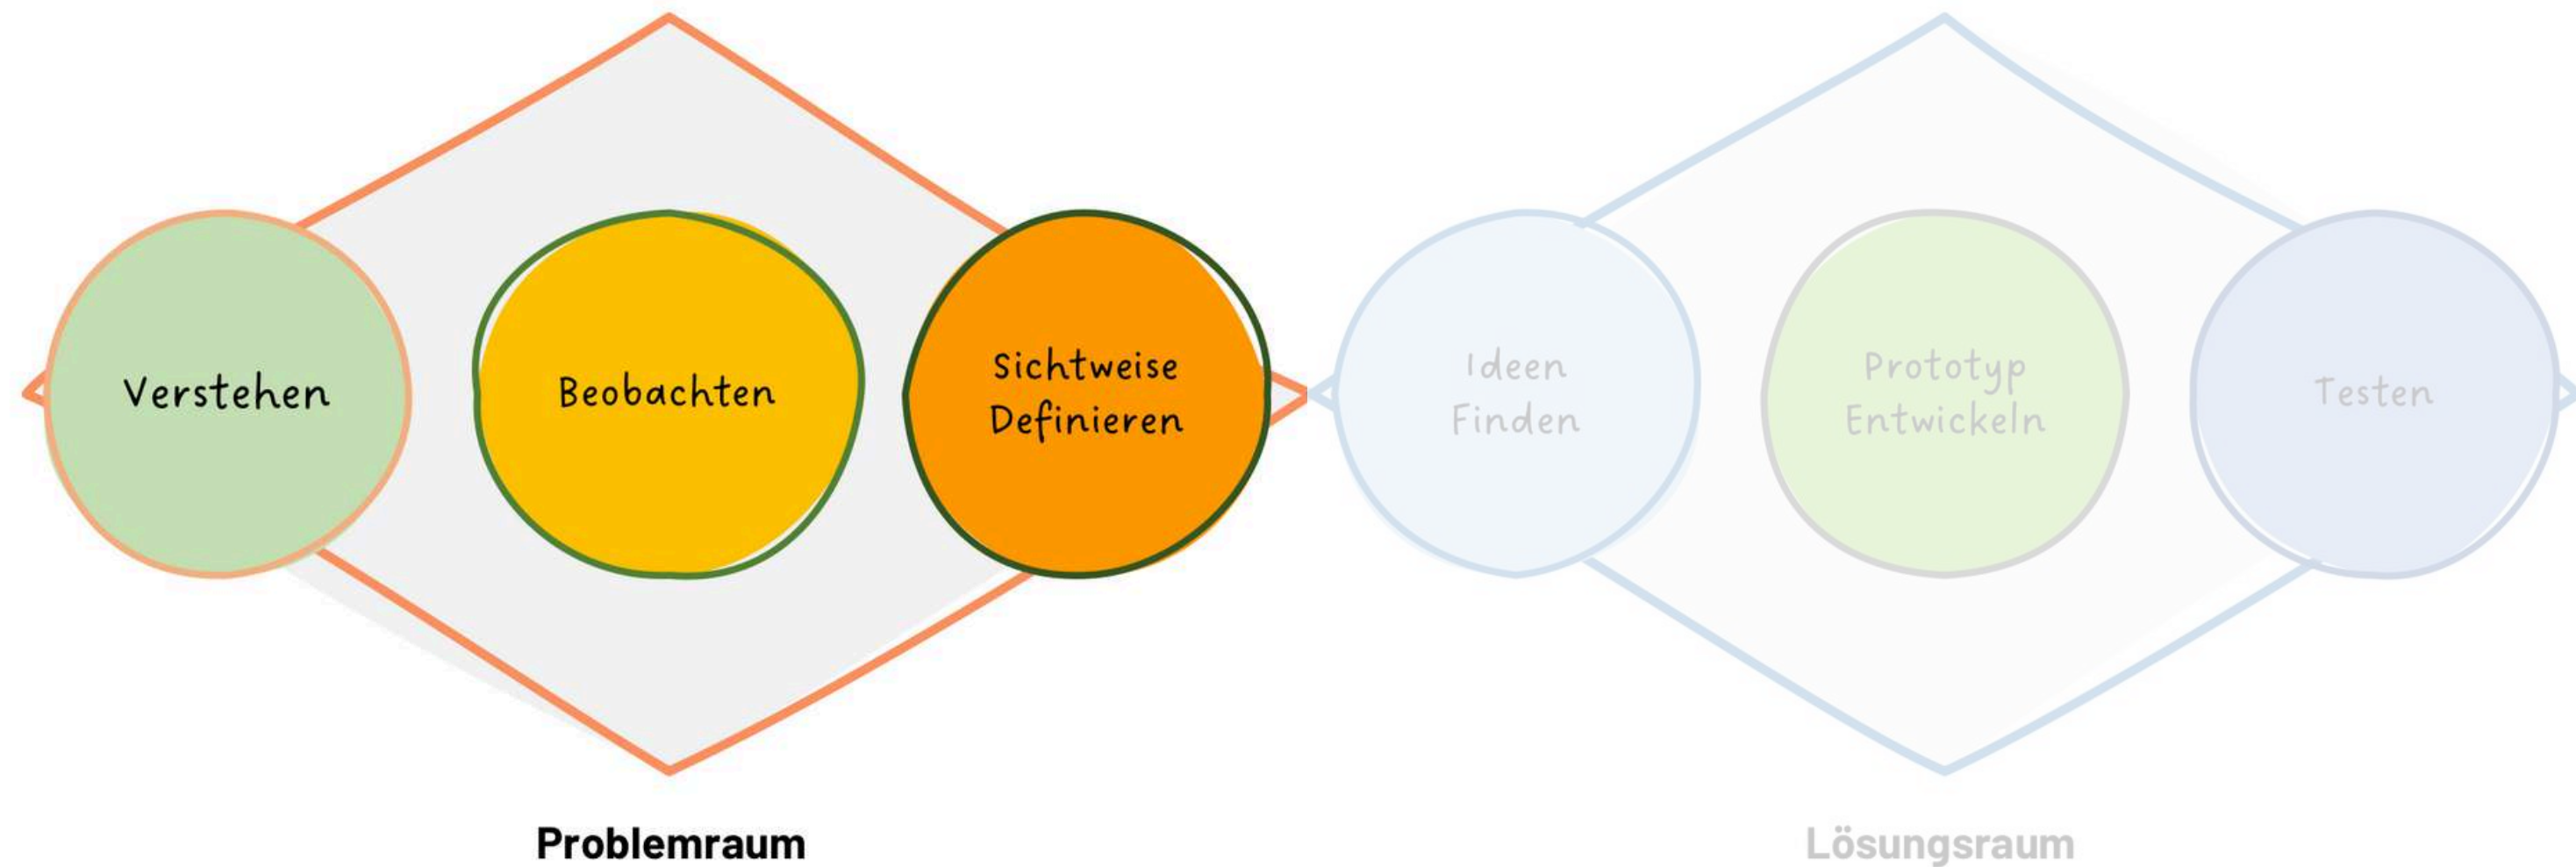 Verstehen
Beobachten
Sichtweise
Definieren
Ideen
Finden
Prototyp
Entwickeln
Testen
Problemraum
Lösungsraum